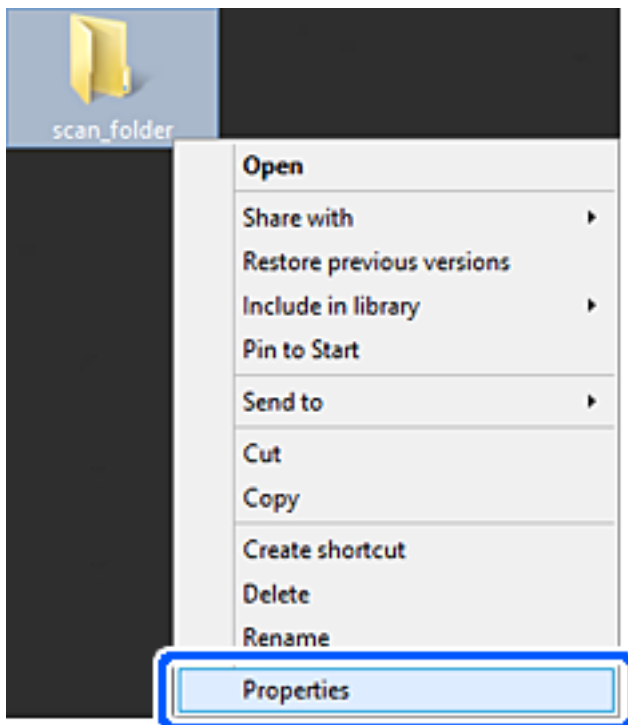 scan_folder
Open
Share with
Restore previous versions
Include in library
Pin to Start
Send to
Cut
Copy
Create shortcut
Delete
Rename
Properties